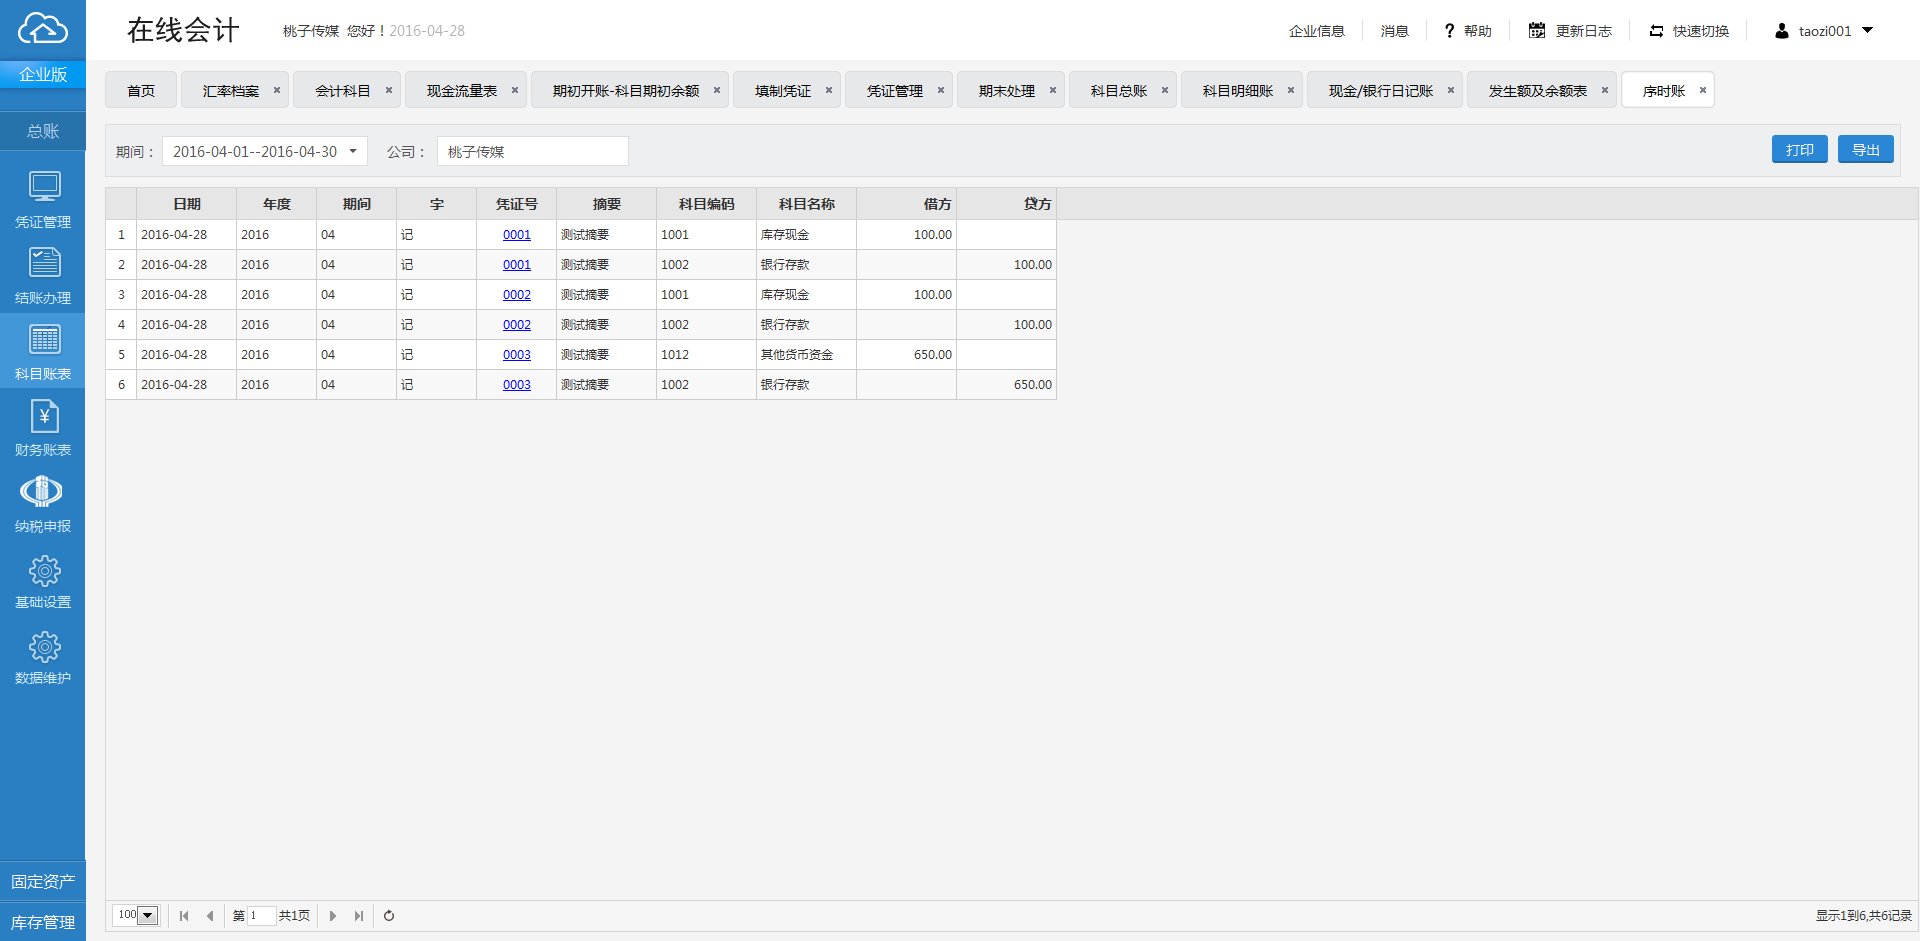 在线会计 桃子传媒 您好！2016-04-28 企业信息 消息 ? 帮助 更新日志 快速切换 taozi001
企业版
首页 汇率档案 × 会计科目 × 现金流量表 × 期初开账-科目期初余额 × 填制凭证 × 凭证管理 × 期末处理 × 科目总账 × 科目明细账 × 现金/银行日记账 × 发生额及余额表 × 序时账 ×
总账
期间： 2016-04-01--2016-04-30 公司： 桃子传媒 打印 导出
凭证管理
结账办理
科目账表
¥
财务账表
纳税申报
基础设置
数据维护
固定资产
库存管理
日期 年度 期间 字 凭证号 摘要 科目编码 科目名称 借方 贷方
1 2016-04-28 2016 04 记 0001 测试摘要 1001 库存现金 100.00
2 2016-04-28 2016 04 记 0001 测试摘要 1002 银行存款 100.00
3 2016-04-28 2016 04 记 0002 测试摘要 1001 库存现金 100.00
4 2016-04-28 2016 04 记 0002 测试摘要 1002 银行存款 100.00
5 2016-04-28 2016 04 记 0003 测试摘要 1012 其他货币资金 650.00
6 2016-04-28 2016 04 记 0003 测试摘要 1002 银行存款 650.00
100 第 1 共1页 显示1到6,共6记录